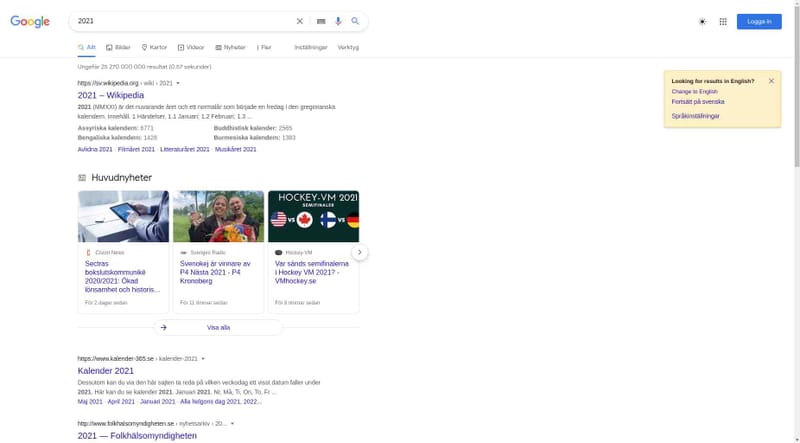 Google
2021
Logga in
Allt
Bilder
Kartor
Videor
Nyheter
Fler
Inställningar
Verktyg
Ungefär 25 270 000 000 resultat (0,67 sekunder)
Looking for results in English?
Change to English
Fortsätt på svenska
Språkinställningar
https://sv.wikipedia.org › wiki › 2021
2021 – Wikipedia
2021 (MMXXI) är det nuvarande året och ett normalår som började en fredag i den gregorianska
kalendern. Innehåll. 1 Händelser. 1.1 Januari; 1.2 Februari; 1.3 ...
Assyriska kalendern: 6771
Buddhistisk kalender: 2565
Bengaliska kalendern: 1428
Burmesiska kalendern: 1383
Avlidna 2021 · Filmåret 2021 · Litteraturåret 2021 · Musikåret 2021
Huvudnyheter
HOCKEY-VM 2021
SEMIFINALER
VS
VS
Cision News
Sectras
bokslutskommuniké
2020/2021: Ökad
lönsamhet och historis...
För 2 dagar sedan
Sveriges Radio
Svenokej är vinnare av
P4 Nästa 2021 - P4
Kronoberg
För 11 timmar sedan
Hockey-VM
Var sänds semifinalerna
i Hockey VM 2021? -
VMhockey.se
För 8 timmar sedan
Visa alla
https://www.kalender-365.se › kalender-2021
Kalender 2021
Dessutom kan du via den här sajten ta reda på vilken veckodag ett visst datum faller under
2021. Här kan du se kalender 2021. Januari 2021. Nr, Må, Ti, On, To, Fr ...
Maj 2021 · April 2021 · Januari 2021 · Alla helgons dag 2021, 2022...
http://www.folkhalsomyndigheten.se › nyhetsarkiv › 20...
2021 — Folkhälsomyndigheten